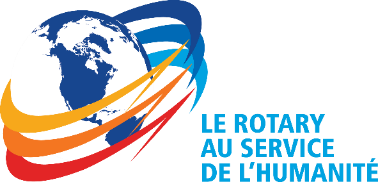 LE ROTARY
AU SERVICE
DE L'HUMANITÉ